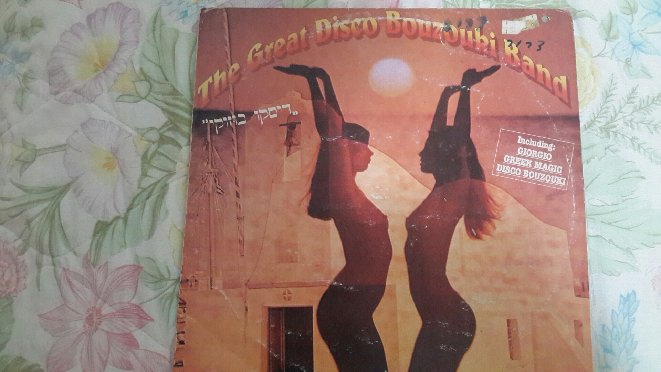 The Great Disco Bouzouki Band
„דיסקו בוזוקי"
Including:
GIORGIO
GREEK MAGIC
DISCO BOUZOUKI